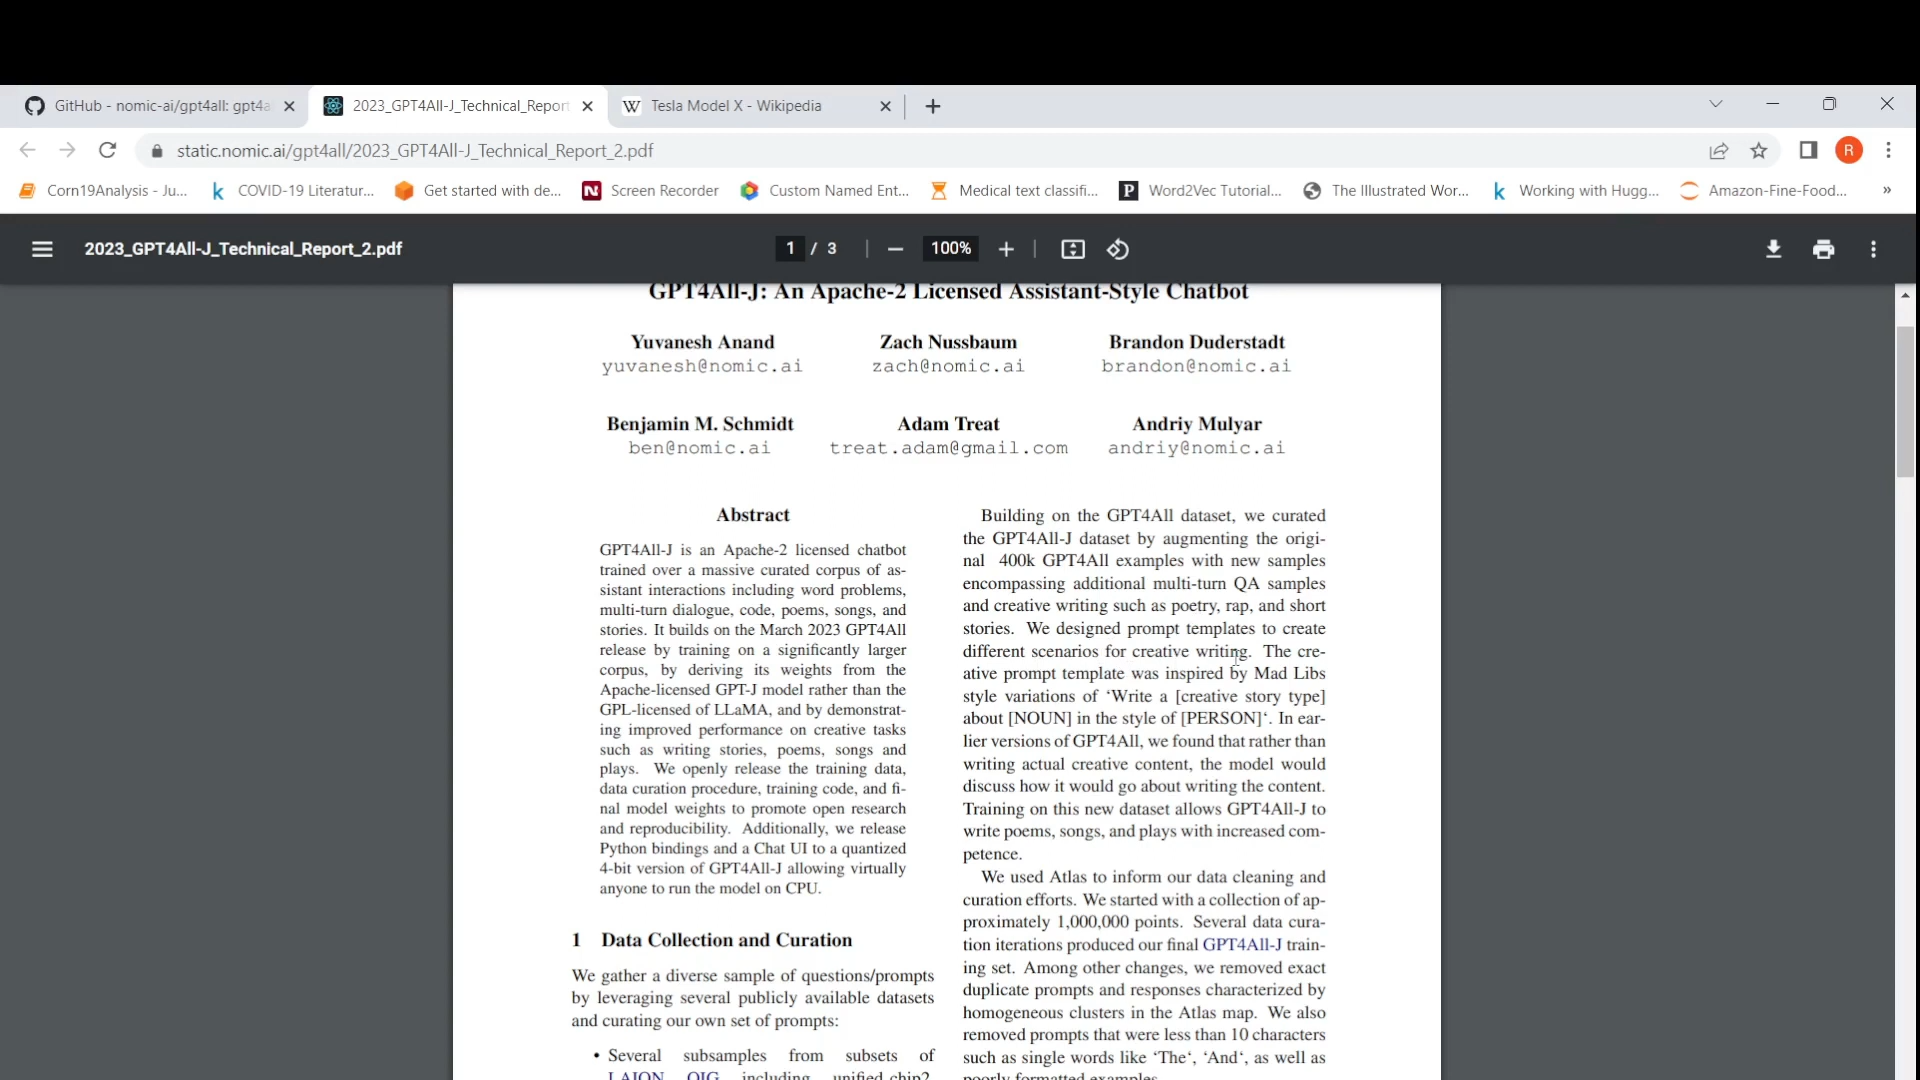 GitHub - nomic-ai/gpt4all: gpt4a
2023_GPT4All-J_Technical_Report
Tesla Model X - Wikipedia
static.nomic.ai/gpt4all/2023_GPT4All-J_Technical_Report_2.pdf
R
Corn19Analysis - Ju...
COVID-19 Literatur...
Get started with de...
Screen Recorder
Custom Named Ent...
Medical text classifi...
Word2Vec Tutorial...
The Illustrated Wor...
Working with Hugg...
Amazon-Fine-Food...
»
2023_GPT4All-J_Technical_Report_2.pdf
1 / 3
100%
GPT4All-J: An Apache-2 Licensed Assistant-Style Chatbot
Yuvanesh Anand
yuvanesh@nomic.ai
Zach Nussbaum
zach@nomic.ai
Brandon Duderstadt
brandon@nomic.ai
Benjamin M. Schmidt
ben@nomic.ai
Adam Treat
treat.adam@gmail.com
Andriy Mulyar
andriy@nomic.ai
Abstract
GPT4All-J is an Apache-2 licensed chatbot
trained over a massive curated corpus of as-
sistant interactions including word problems,
multi-turn dialogue, code, poems, songs, and
stories. It builds on the March 2023 GPT4All
release by training on a significantly larger
corpus, by deriving its weights from the
Apache-licensed GPT-J model rather than the
GPL-licensed of LLaMA, and by demonstrat-
ing improved performance on creative tasks
such as writing stories, poems, songs and
plays. We openly release the training data,
data curation procedure, training code, and fi-
nal model weights to promote open research
and reproducibility. Additionally, we release
Python bindings and a Chat UI to a quantized
4-bit version of GPT4All-J allowing virtually
anyone to run the model on CPU.
1 Data Collection and Curation
We gather a diverse sample of questions/prompts
by leveraging several publicly available datasets
and curating our own set of prompts:
• Several subsamples from subsets of
LAION OIG including unified chip2
Building on the GPT4All dataset, we curated
the GPT4All-J dataset by augmenting the origi-
nal 400k GPT4All examples with new samples
encompassing additional multi-turn QA samples
and creative writing such as poetry, rap, and short
stories. We designed prompt templates to create
different scenarios for creative writing. The cre-
ative prompt template was inspired by Mad Libs
style variations of ‘Write a [creative story type]
about [NOUN] in the style of [PERSON]‘. In ear-
lier versions of GPT4All, we found that rather than
writing actual creative content, the model would
discuss how it would go about writing the content.
Training on this new dataset allows GPT4All-J to
write poems, songs, and plays with increased com-
petence.
We used Atlas to inform our data cleaning and
curation efforts. We started with a collection of ap-
proximately 1,000,000 points. Several data cura-
tion iterations produced our final GPT4All-J train-
ing set. Among other changes, we removed exact
duplicate prompts and responses characterized by
homogeneous clusters in the Atlas map. We also
removed prompts that were less than 10 characters
such as single words like ‘The‘, ‘And‘, as well as
poorly formatted examples.